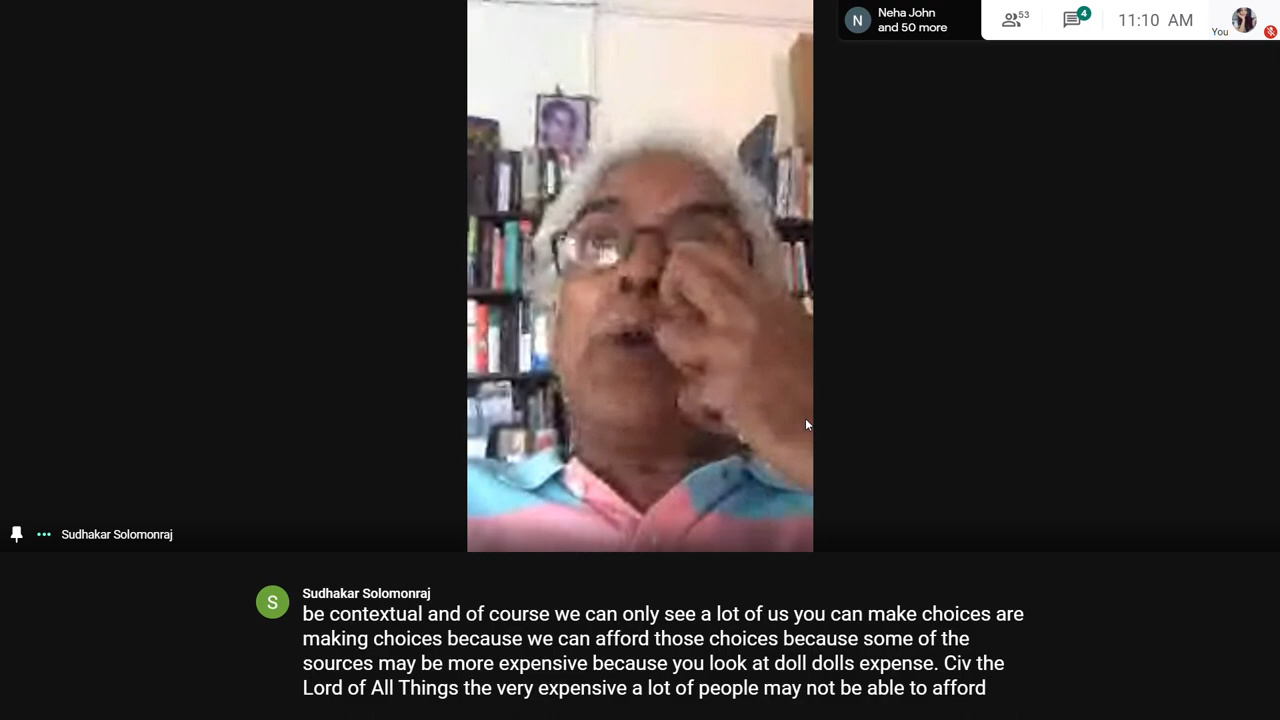 N
Neha John
and 50 more
53
4
11:10 AM
You
Sudhakar Solomonraj
S
Sudhakar Solomonraj
be contextual and of course we can only see a lot of us you can make choices are
making choices because we can afford those choices because some of the
sources may be more expensive because you look at doll dolls expense. Civ the
Lord of All Things the very expensive a lot of people may not be able to afford